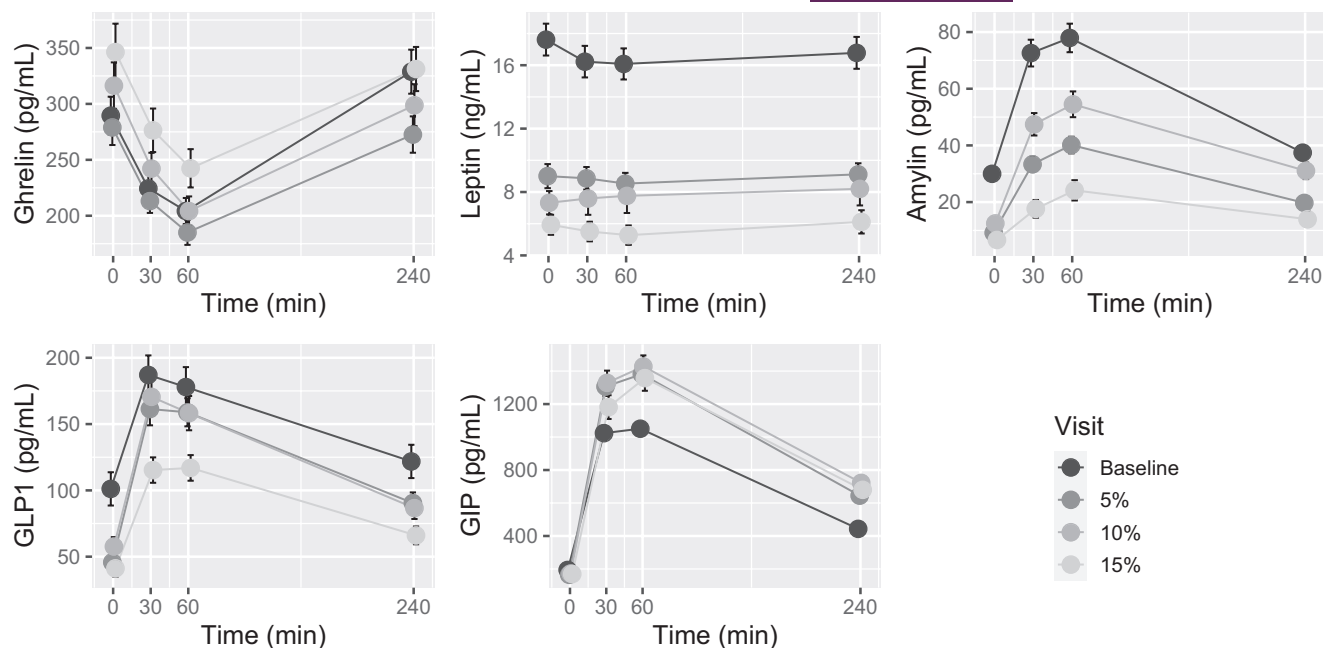 Ghrelin (pg/mL)
350
300
250
200
0 30 60 240
Time (min)
Leptin (ng/mL)
16
12
8
4
0 30 60 240
Time (min)
Amylin (pg/mL)
80
60
40
20
0 30 60 240
Time (min)
GLP1 (pg/mL)
200
150
100
50
0 30 60 240
Time (min)
GIP (pg/mL)
1200
800
400
0 30 60 240
Time (min)
Visit
Baseline
5%
10%
15%